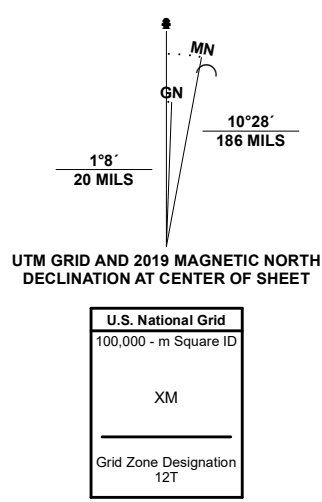 MN
GN
10°28´
186 MILS
1°8´
20 MILS
UTM GRID AND 2019 MAGNETIC NORTH
DECLINATION AT CENTER OF SHEET
U.S. National Grid
100,000 - m Square ID
XM
Grid Zone Designation
12T